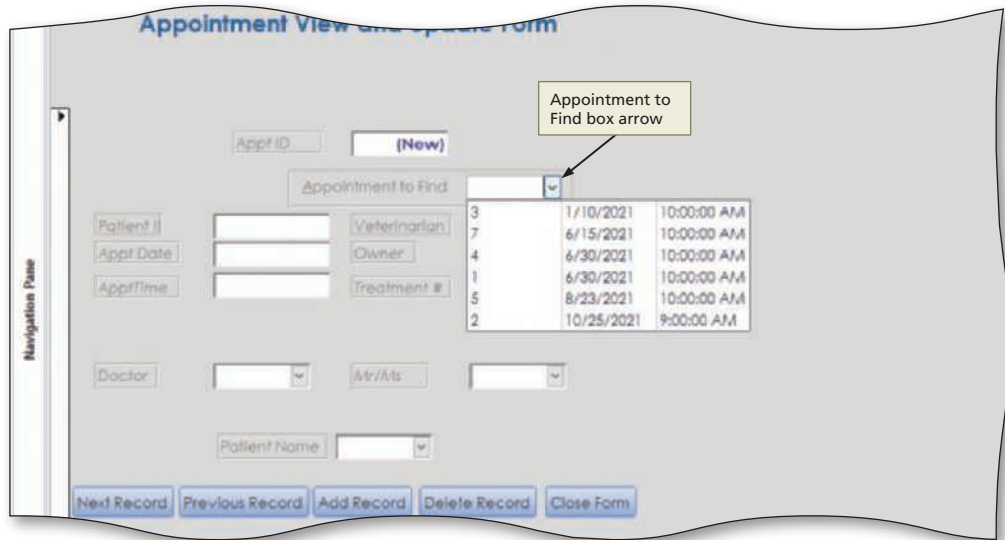 Appointment View and Update Form
Appointment to
Find box arrow
Appt ID (New)
Appointment to Find
3 1/10/2021 10:00:00 AM
7 6/15/2021 10:00:00 AM
4 6/30/2021 10:00:00 AM
1 6/30/2021 10:00:00 AM
5 8/23/2021 10:00:00 AM
2 10/25/2021 9:00:00 AM
Patient II Veterinarian
Appt Date Owner
ApptTime Treatment #
Doctor Mr/Ms
Patient Name
Next Record Previous Record Add Record Delete Record Close Form
Navigation Pane